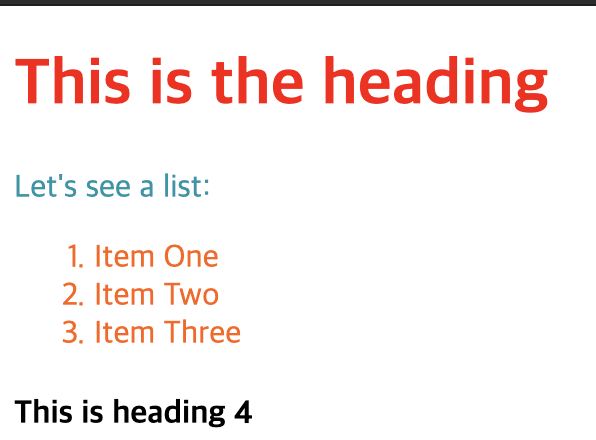 This is the heading
Let's see a list:
1. Item One
2. Item Two
3. Item Three
This is heading 4